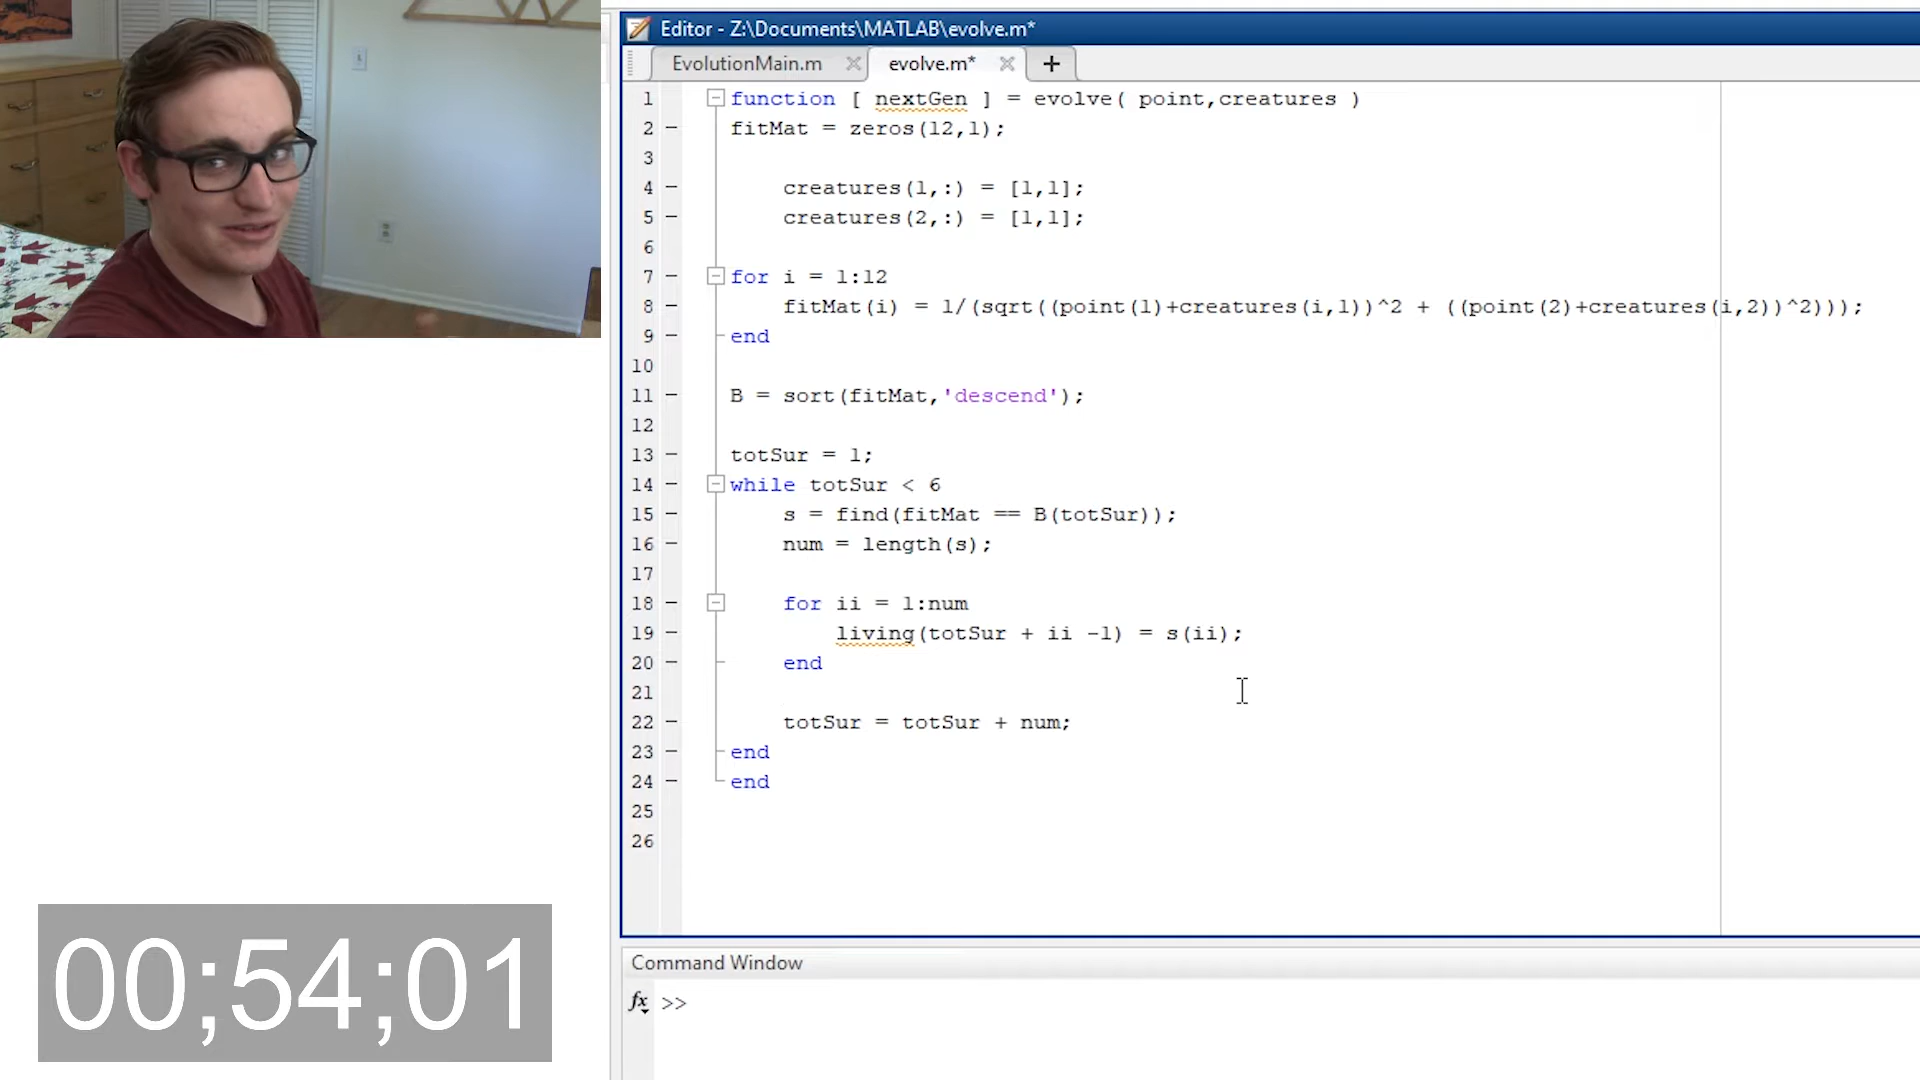 Editor - Z:\Documents\MATLAB\evolve.m*
EvolutionMain.m
evolve.m*
+
1 function [ nextGen ] = evolve( point,creatures )
2 fitMat = zeros(12,1);
3
4 creatures(1,:) = [1,1];
5 creatures(2,:) = [1,1];
6
7 for i = 1:12
8 fitMat(i) = 1/(sqrt((point(1)+creatures(i,1))^2 + ((point(2)+creatures(i,2))^2)));
9 end
10
11 B = sort(fitMat,'descend');
12
13 totSur = 1;
14 while totSur < 6
15 s = find(fitMat == B(totSur));
16 num = length(s);
17
18 for ii = 1:num
19 living(totSur + ii -1) = s(ii);
20 end
21
22 totSur = totSur + num;
23 end
24 end
25
26
00;54;01
Command Window
fx >>